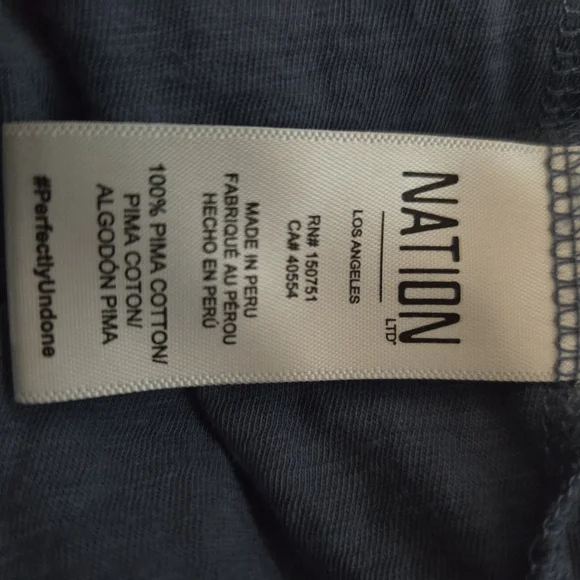 NATION
LTD
LOS ANGELES
RN# 150751
CA# 40554
MADE IN PERU
FABRIQUÉ AU PÉROU
HECHO EN PERÚ
100% PIMA COTTON/
PIMA COTON/
ALGODÓN PIMA
#PerfectlyUndone